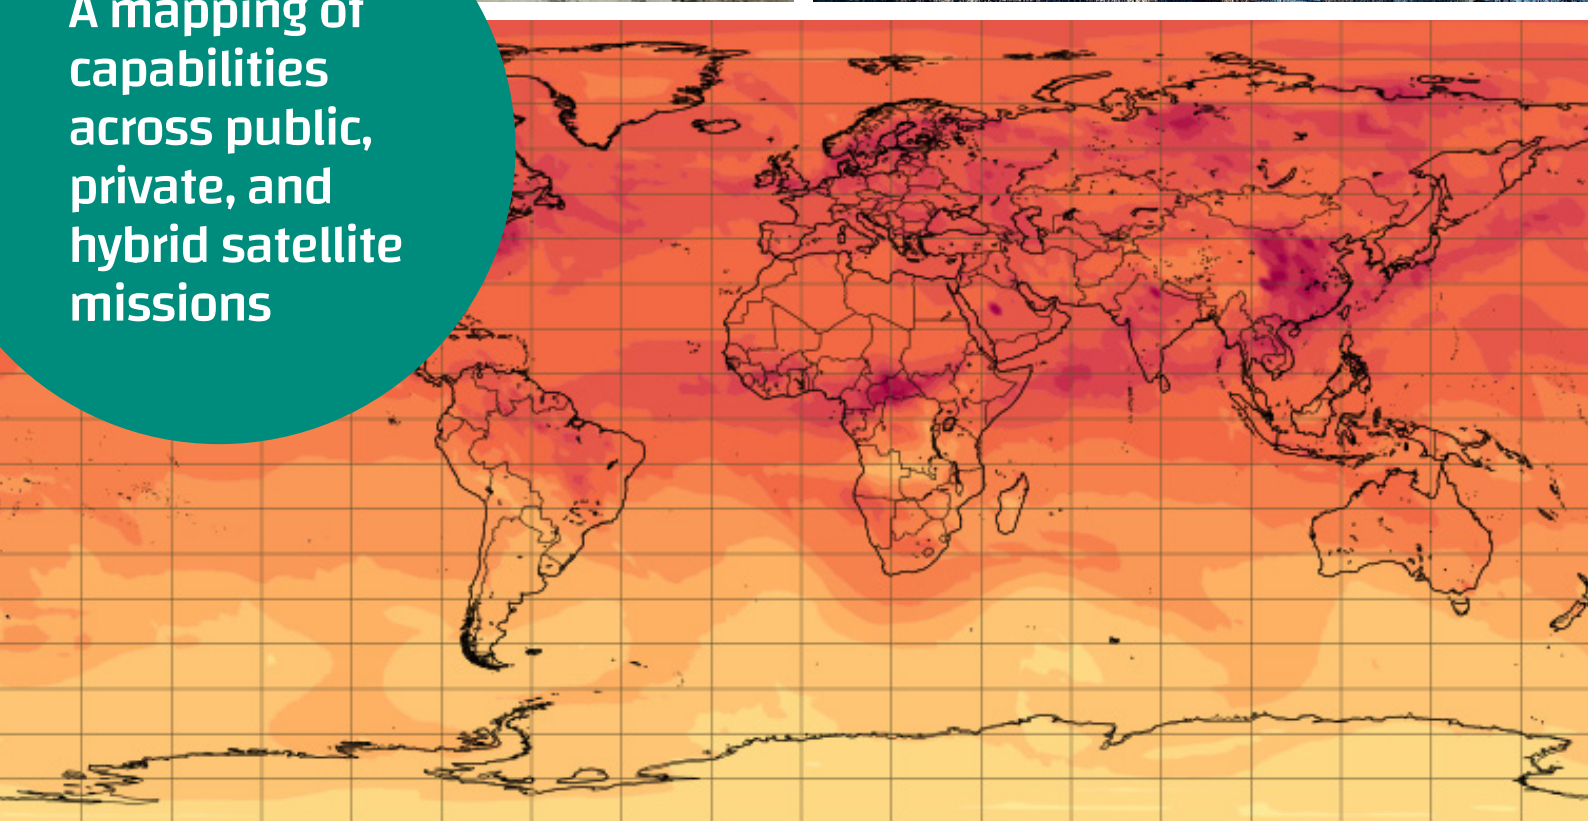 A mapping of
capabilities
across public,
private, and
hybrid satellite
missions